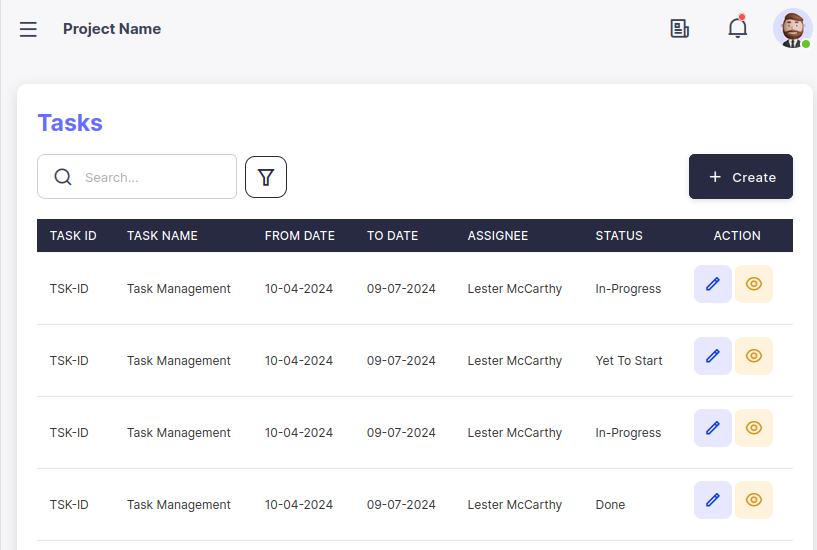 Project Name
Tasks
Search...
Create
TASK ID TASK NAME FROM DATE TO DATE ASSIGNEE STATUS ACTION
TSK-ID Task Management 10-04-2024 09-07-2024 Lester McCarthy In-Progress
TSK-ID Task Management 10-04-2024 09-07-2024 Lester McCarthy Yet To Start
TSK-ID Task Management 10-04-2024 09-07-2024 Lester McCarthy In-Progress
TSK-ID Task Management 10-04-2024 09-07-2024 Lester McCarthy Done